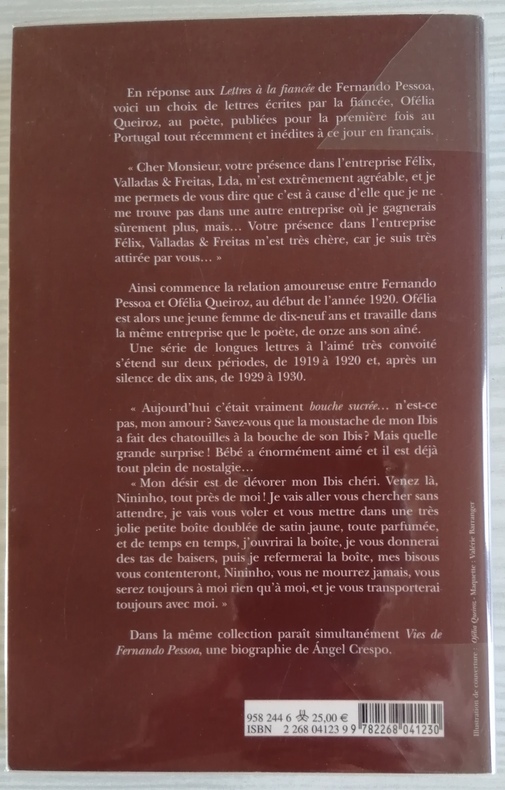 En réponse aux Lettres à la fiancée de Fernando Pessoa,
voici un choix de lettres écrites par la fiancée, Ofélia
Queiroz, au poète, publiées pour la première fois au
Portugal tout récemment et inédites à ce jour en français.
« Cher Monsieur, votre présence dans l'entreprise Félix,
Valladas & Freitas, Lda, m'est extrêmement agréable, et je
me permets de vous dire que c'est à cause d'elle que je ne
me trouve pas dans une autre entreprise où je gagnerais
sûrement plus, mais... Votre présence dans l'entreprise
Félix, Valladas & Freitas m'est très chère, car je suis très
attirée par vous... »
Ainsi commence la relation amoureuse entre Fernando
Pessoa et Ofélia Queiroz, au début de l'année 1920. Ofélia
est alors une jeune femme de dix-neuf ans et travaille dans
la même entreprise que le poète, de onze ans son aîné.
Une série de longues lettres à l'aimé très convoité
s'étend sur deux périodes, de 1919 à 1920 et, après un
silence de dix ans, de 1929 à 1930.
« Aujourd'hui c'était vraiment bouche sucrée... n'est-ce
pas, mon amour ? Savez-vous que la moustache de mon Ibis
a fait des chatouilles à la bouche de son Ibis ? Mais quelle
grande surprise ! Bébé a énormément aimé et il est déjà
tout plein de nostalgie...
« Mon désir est de dévorer mon Ibis chéri. Venez là,
Nininho, tout près de moi ! Je vais aller vous chercher sans
attendre, je vais vous voler et vous mettre dans une très
jolie petite boîte doublée de satin jaune, toute parfumée,
et de temps en temps, j'ouvrirai la boîte, je vous donnerai
des tas de baisers, puis je refermerai la boîte, mes bisous
vous contenteront, Nininho, vous ne mourrez jamais, vous
serez toujours à moi rien qu'à moi, et je vous transporterai
toujours avec moi. »
Dans la même collection paraît simultanément Vies de
Fernando Pessoa, une biographie de Ángel Crespo.
Illustration de couverture : Ofélia Queiroz - Maquette : Valérie Barranger
958 244 6 25,00 €
ISBN 2 268 04123 9
9 782268 041230